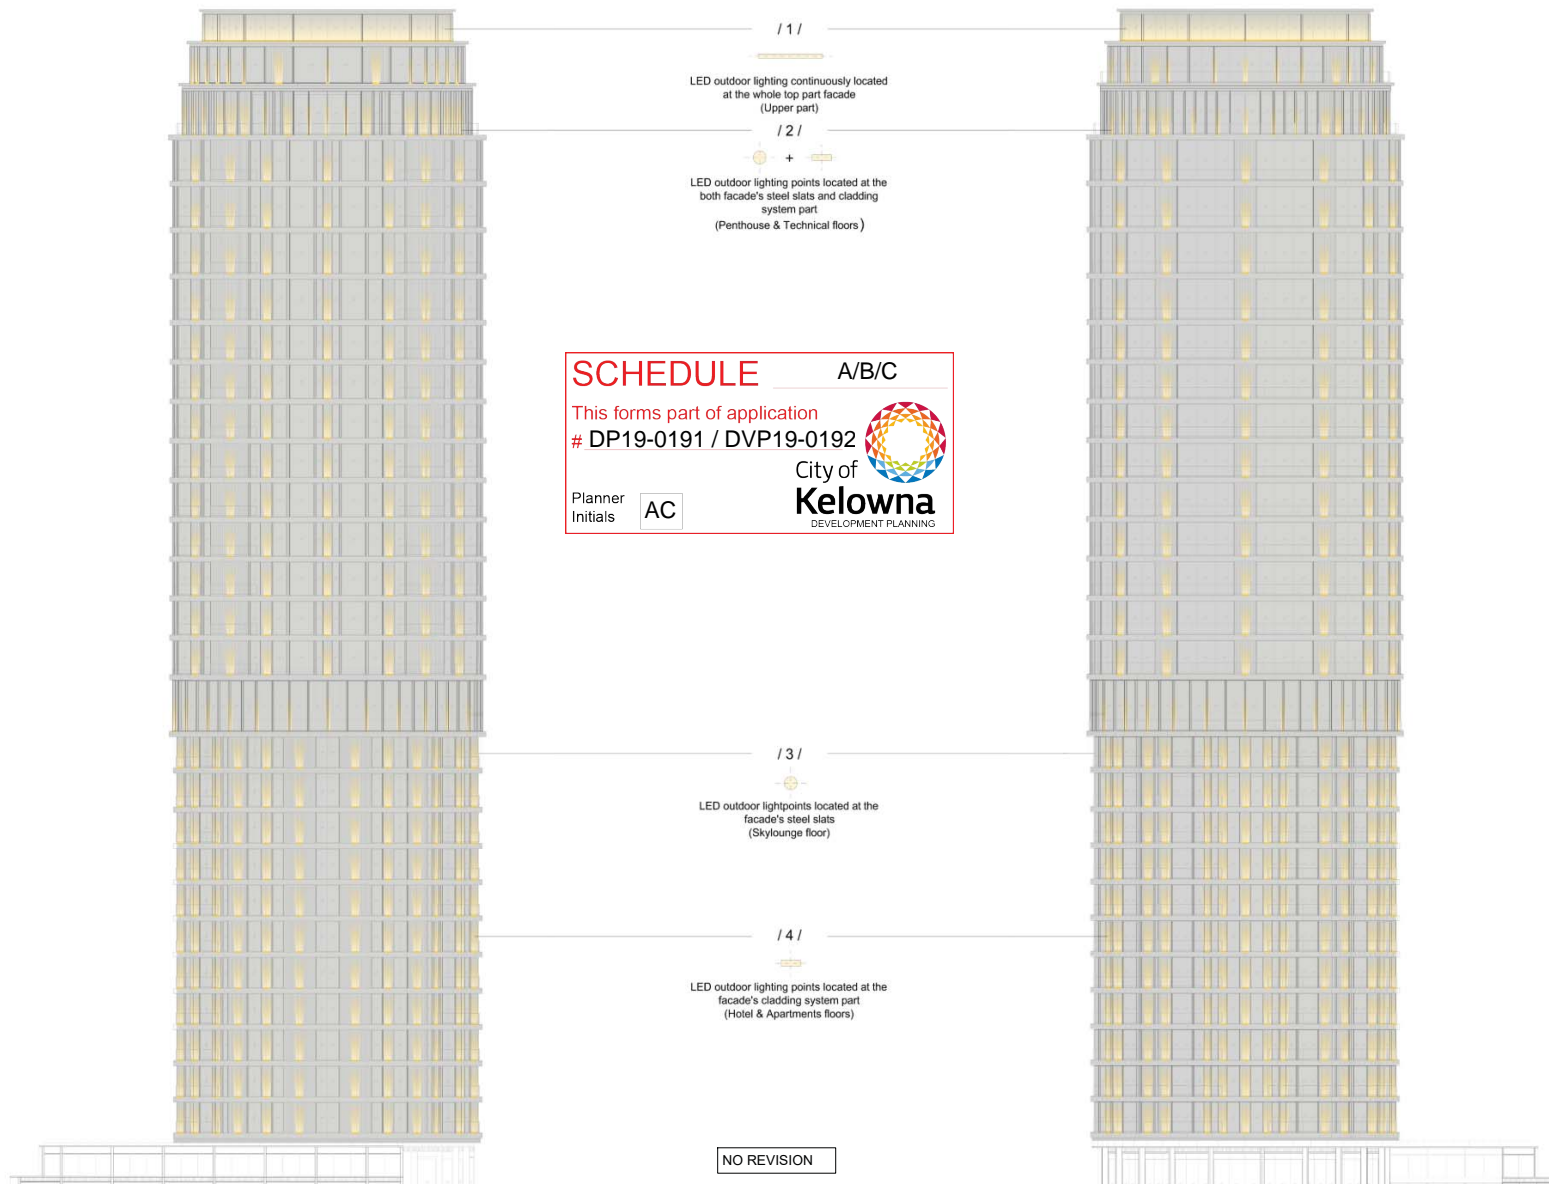 / 1 /
LED outdoor lighting continuously located
at the whole top part facade
(Upper part)
/ 2 /
+
LED outdoor lighting points located at the
both facade's steel slats and cladding
system part
(Penthouse & Technical floors )
SCHEDULE A/B/C
This forms part of application
# DP19-0191 / DVP19-0192
City of
Kelowna
DEVELOPMENT PLANNING
Planner
Initials AC
/ 3 /
LED outdoor lightpoints located at the
facade's steel slats
(Skylounge floor)
/ 4 /
LED outdoor lighting points located at the
facade's cladding system part
(Hotel & Apartments floors)
NO REVISION